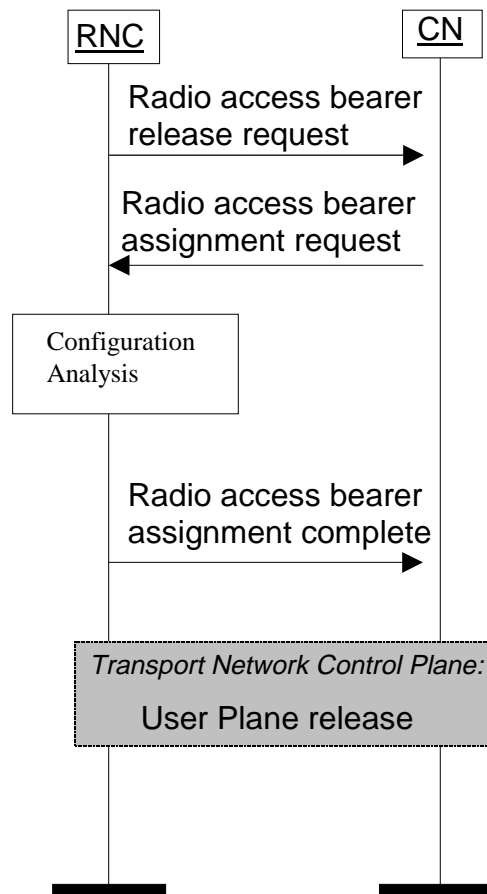 RNC
CN
Radio access bearer
release request
Radio access bearer
assignment request
Configuration
Analysis
Radio access bearer
assignment complete
Transport Network Control Plane:
User Plane release